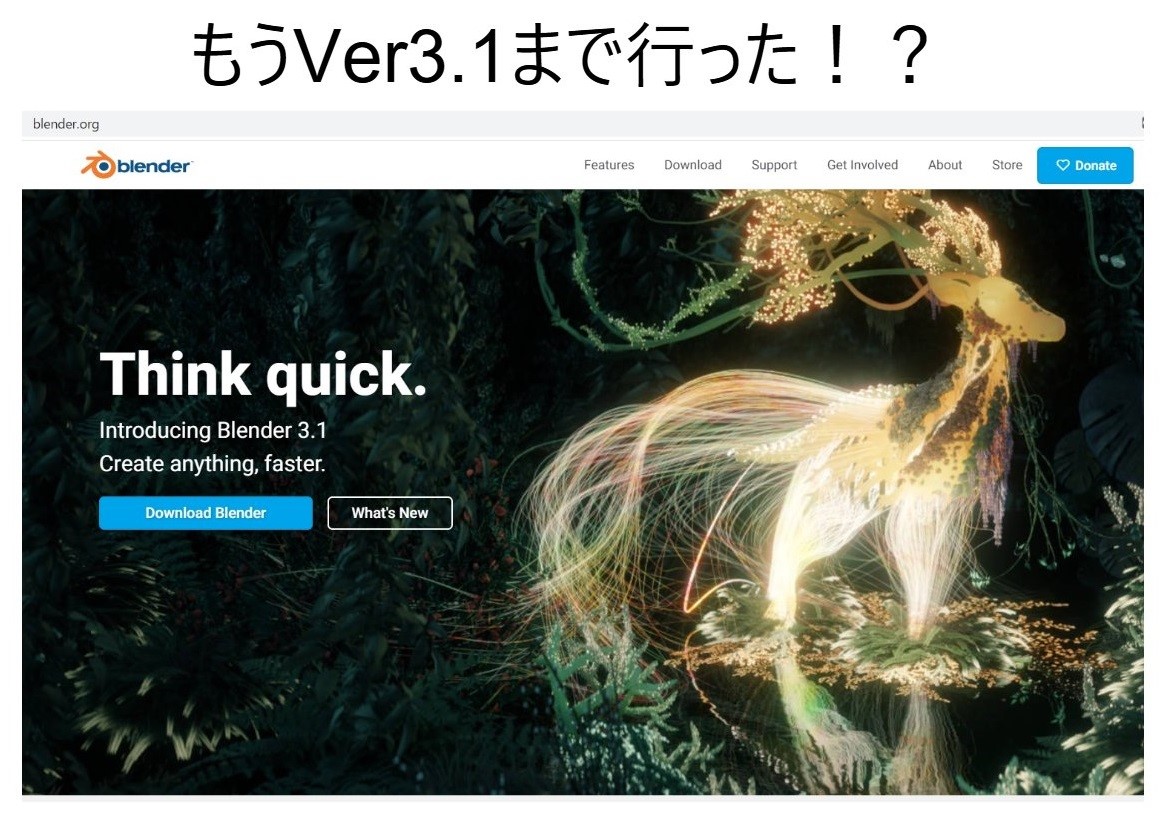 もうVer3.1まで行った！？
blender.org
blender
Features Download Support Get Involved About Store Donate
Think quick.
Introducing Blender 3.1
Create anything, faster.
Download Blender What's New